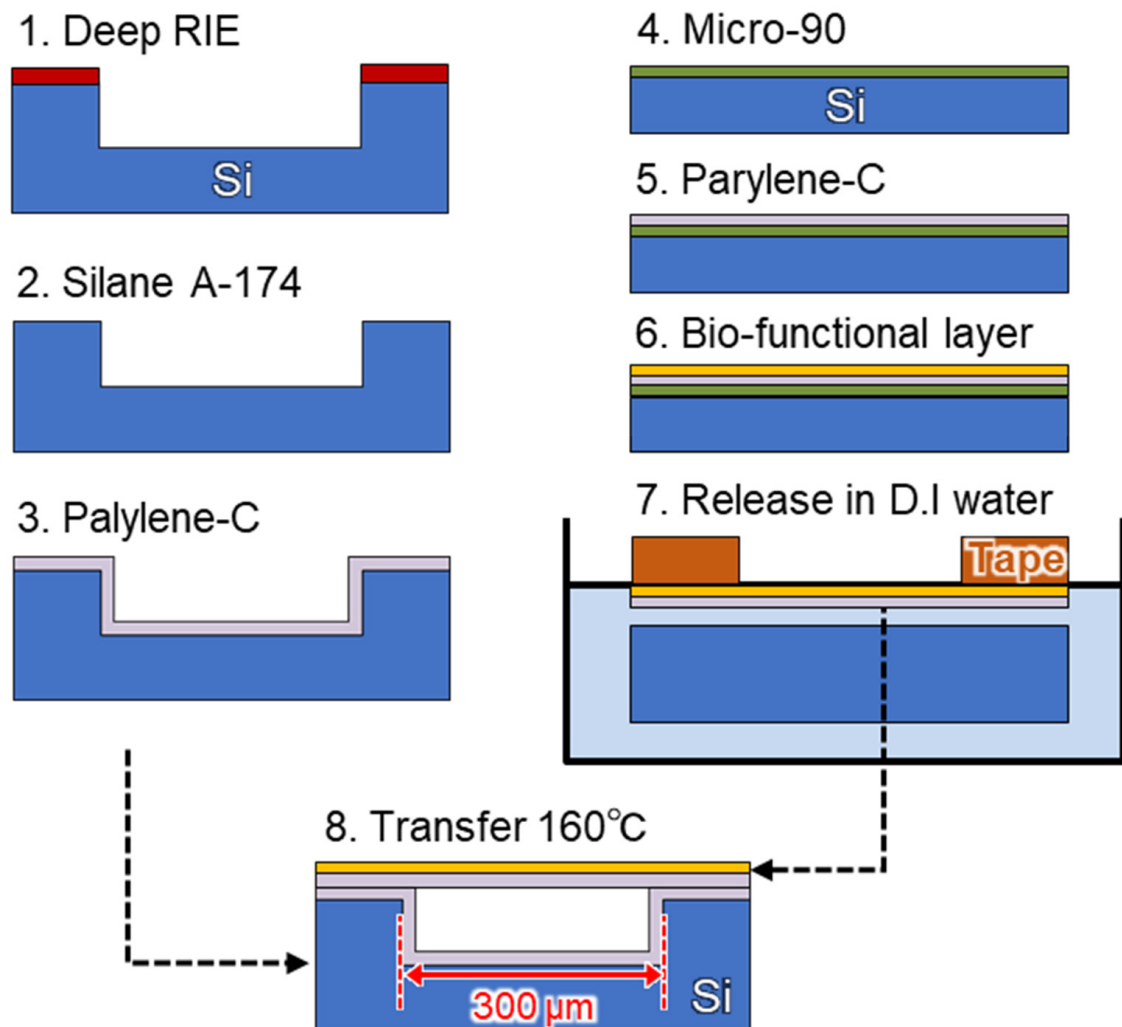 1. Deep RIE
Si
2. Silane A-174
3. Palylene-C
4. Micro-90
Si
5. Parylene-C
6. Bio-functional layer
7. Release in D.I water
Tape
8. Transfer 160℃
300 µm
Si